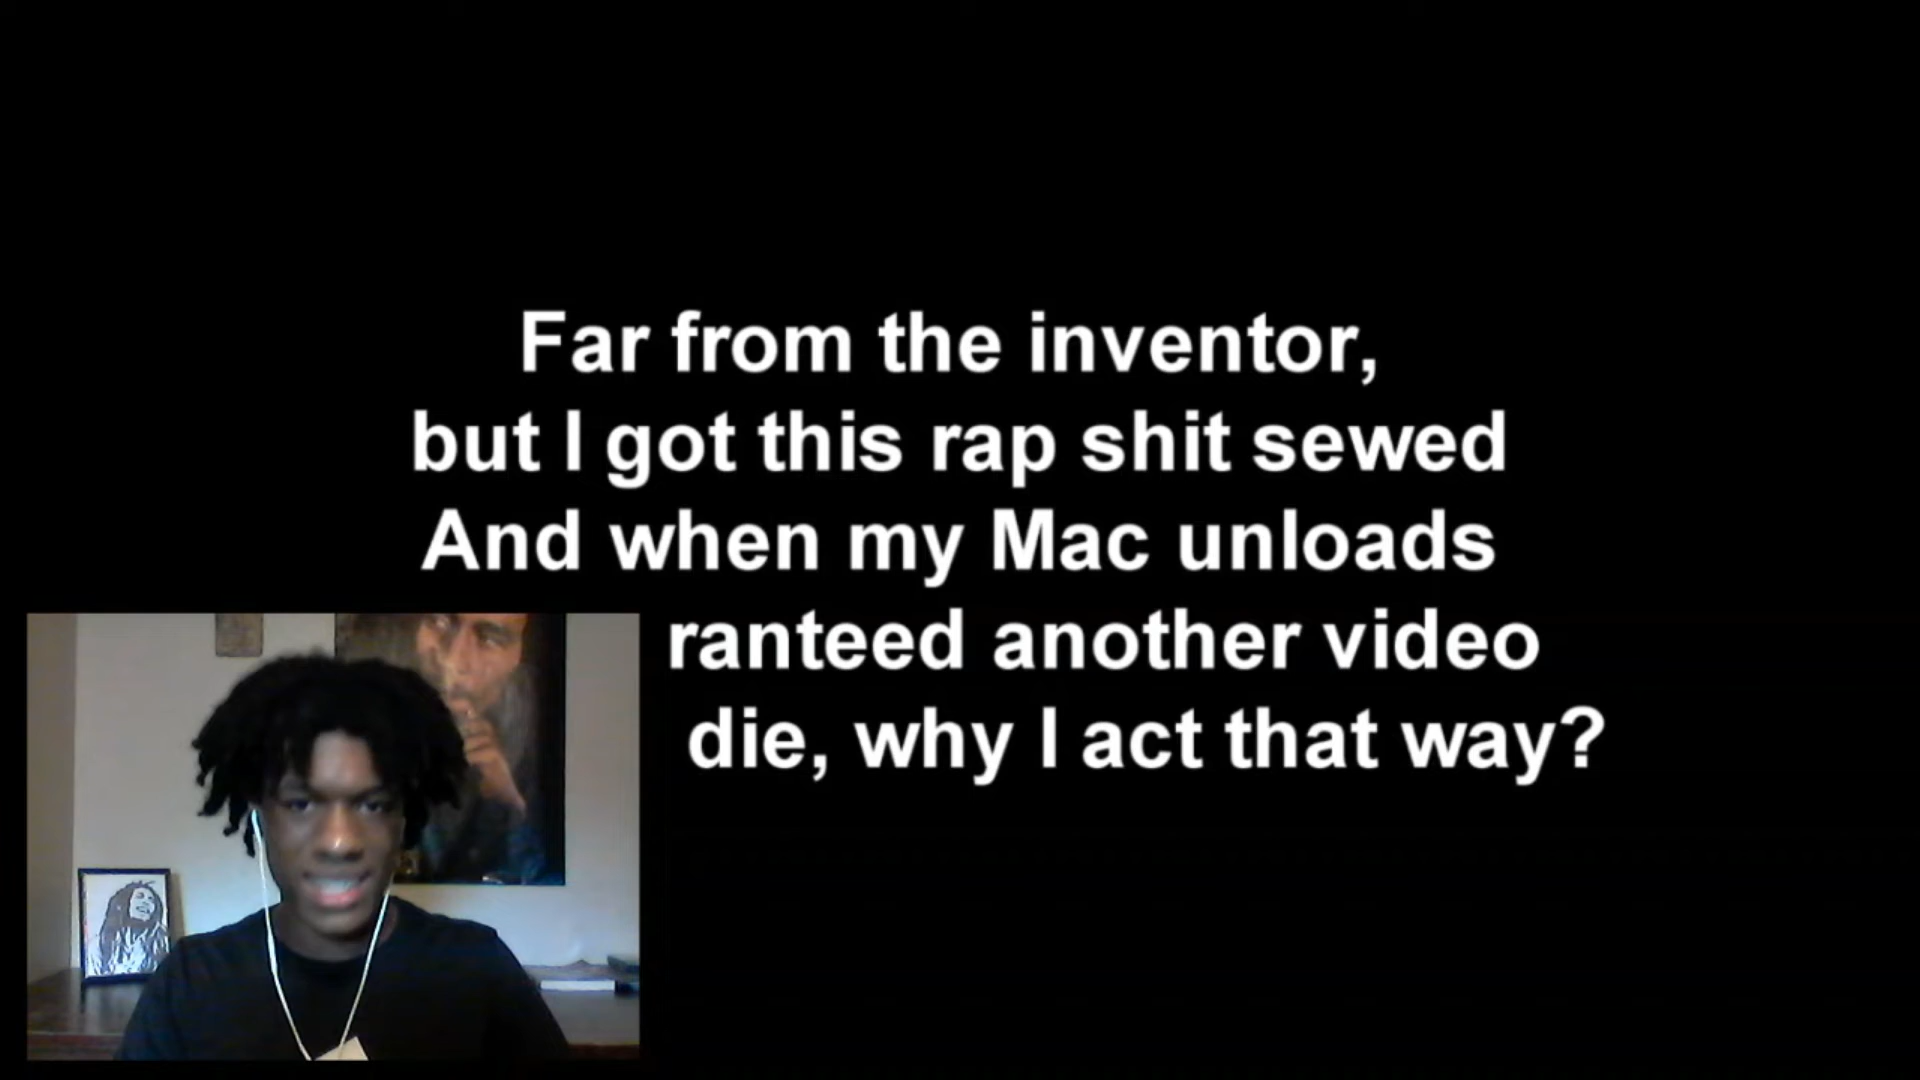 Far from the inventor,
but I got this rap shit sewed
And when my Mac unloads
ranteed another video
die, why I act that way?